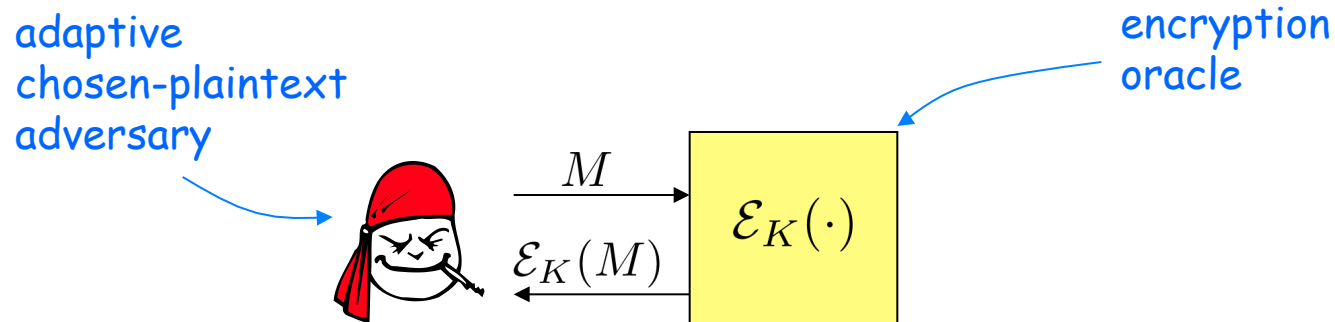 adaptive
chosen-plaintext
adversary
encryption
oracle
M
ℰ_K(·)
ℰ_K(M)